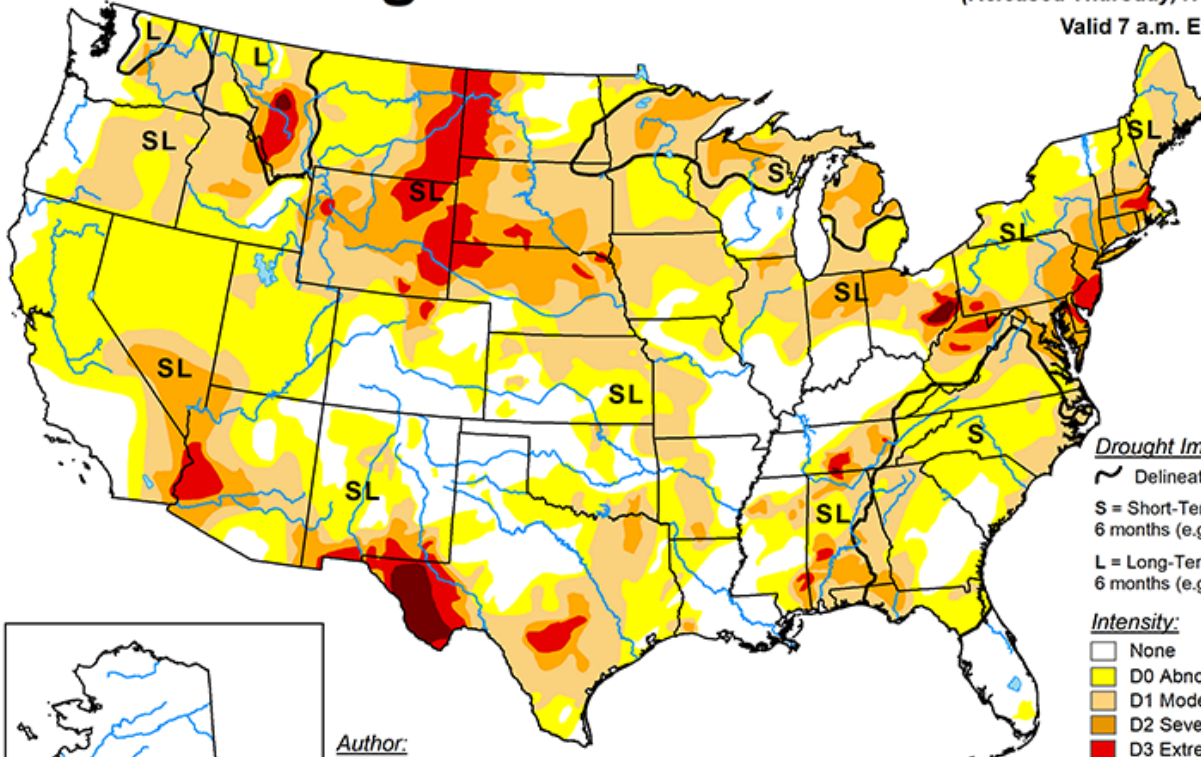 Valid 7 a.m. E
L
L
SL
SL
S
SL
SL
SL
SL
SL
S
SL
SL
Drought Im
Delineat
S = Short-Ter
6 months (e.g
L = Long-Ter
6 months (e.g
Intensity:
None
D0 Abno
D1 Mode
D2 Seve
D3 Extre
Author: